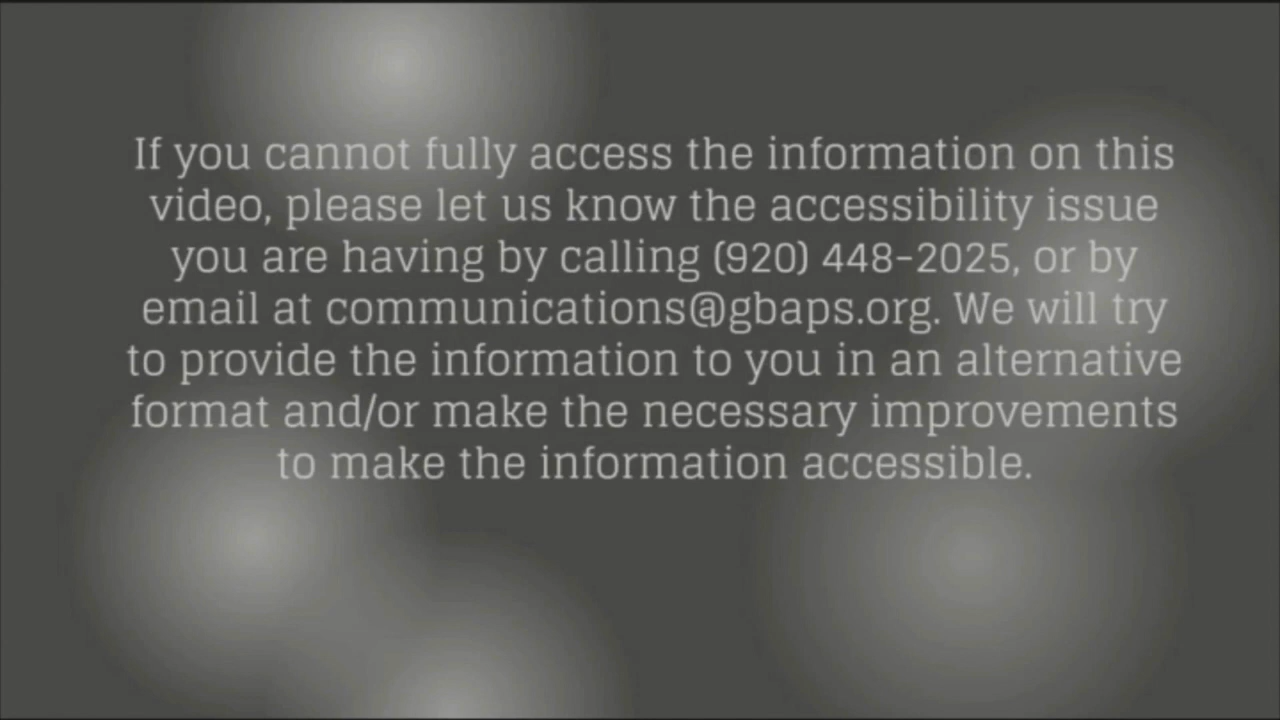 If you cannot fully access the information on this
video, please let us know the accessibility issue
you are having by calling (920) 448-2025, or by
email at communications@gbaps.org. We will try
to provide the information to you in an alternative
format and/or make the necessary improvements
to make the information accessible.